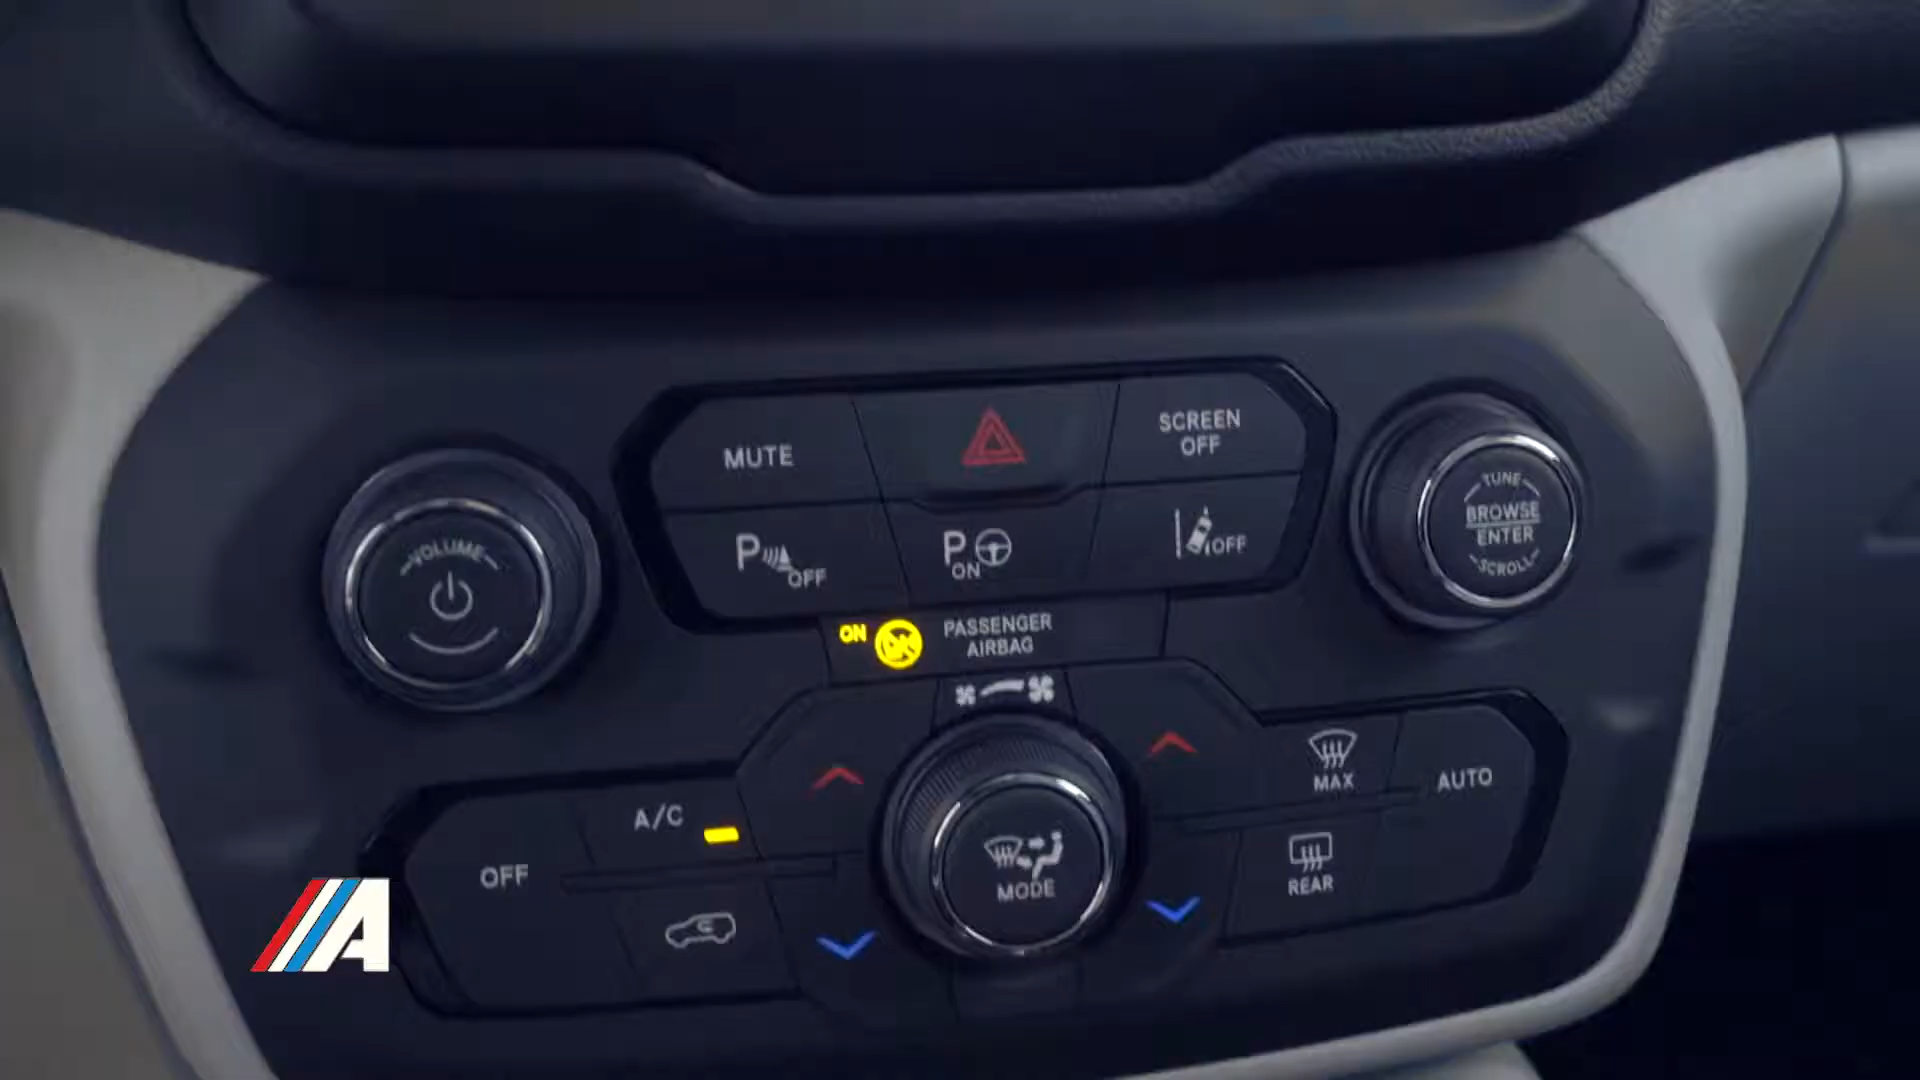 MUTE
SCREEN
OFF
TUNE
BROWSE
ENTER
SCROLL
VOLUME
P OFF
P ON
OFF
ON
PASSENGER
AIRBAG
MAX
AUTO
A/C
OFF
MODE
REAR
A